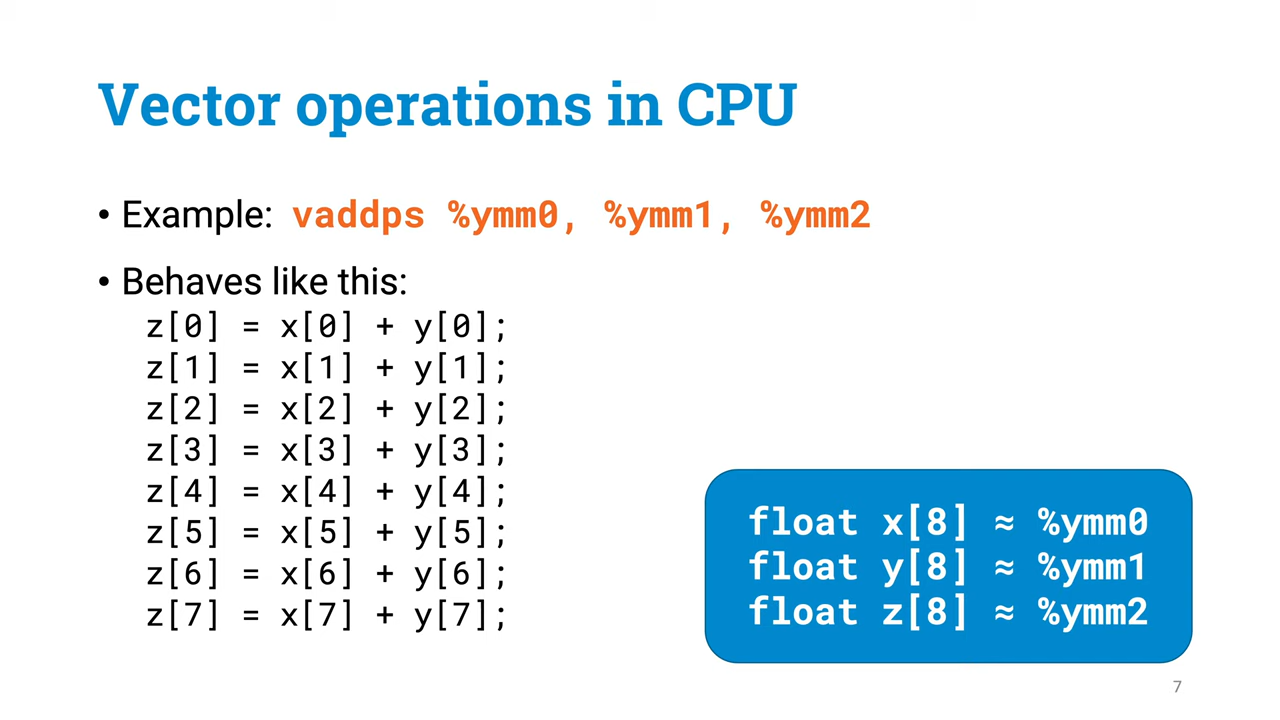 Vector operations in CPU
• Example: vaddps %ymm0, %ymm1, %ymm2
• Behaves like this:
z[0] = x[0] + y[0];
z[1] = x[1] + y[1];
z[2] = x[2] + y[2];
z[3] = x[3] + y[3];
z[4] = x[4] + y[4];
z[5] = x[5] + y[5];
z[6] = x[6] + y[6];
z[7] = x[7] + y[7];
float x[8] ≈ %ymm0
float y[8] ≈ %ymm1
float z[8] ≈ %ymm2
7